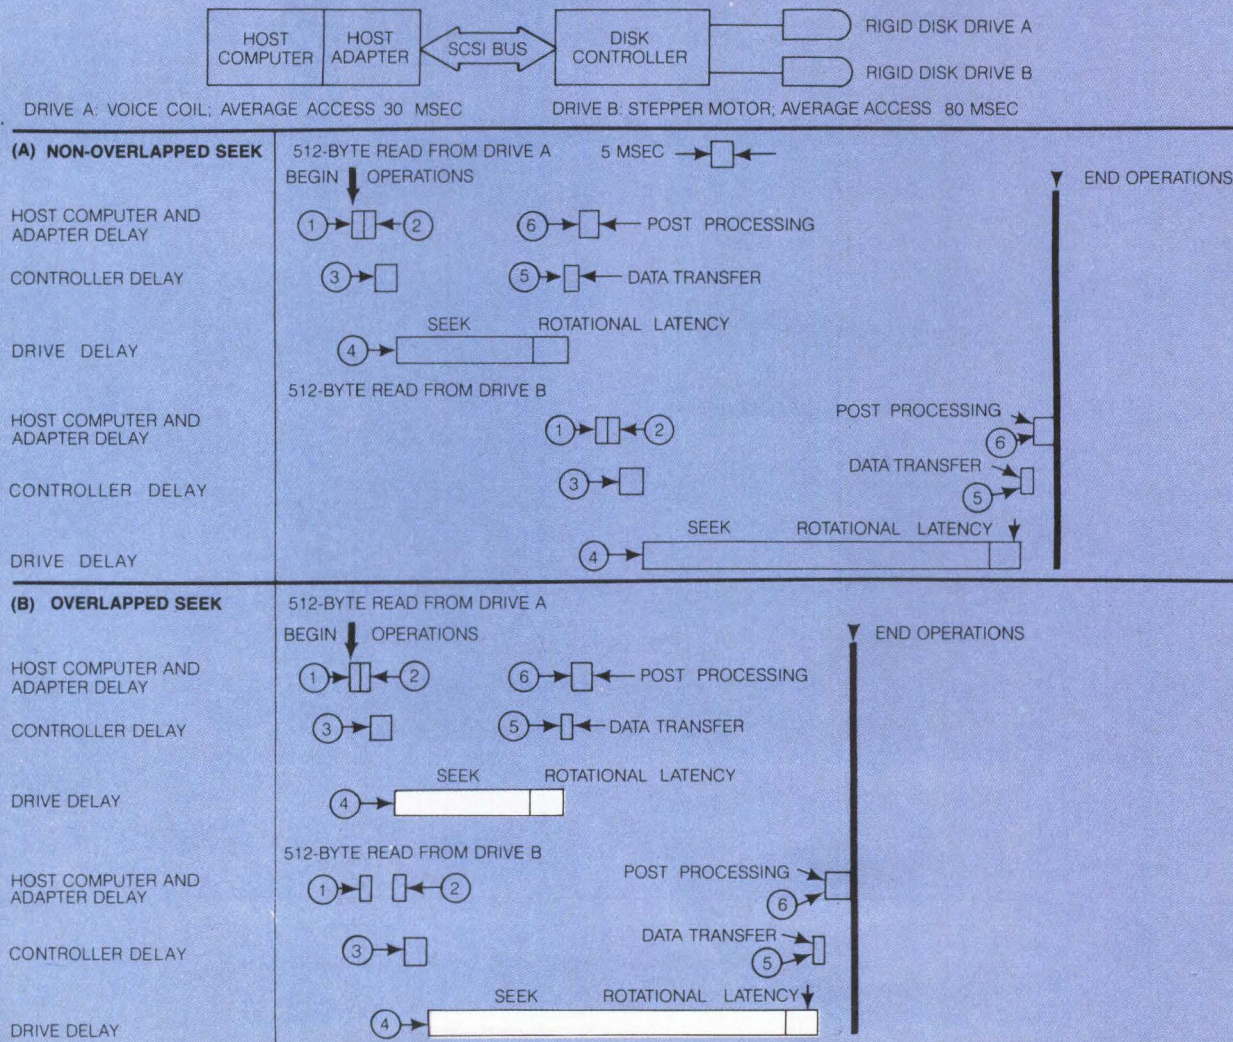 HOST COMPUTER
HOST ADAPTER
SCSI BUS
DISK CONTROLLER
RIGID DISK DRIVE A
RIGID DISK DRIVE B
DRIVE A: VOICE COIL; AVERAGE ACCESS 30 MSEC
DRIVE B: STEPPER MOTOR; AVERAGE ACCESS 80 MSEC
(A) NON-OVERLAPPED SEEK
512-BYTE READ FROM DRIVE A
5 MSEC
BEGIN OPERATIONS
END OPERATIONS
HOST COMPUTER AND
ADAPTER DELAY
1 2
6 POST PROCESSING
CONTROLLER DELAY
3
5 DATA TRANSFER
SEEK ROTATIONAL LATENCY
DRIVE DELAY
4
512-BYTE READ FROM DRIVE B
HOST COMPUTER AND
ADAPTER DELAY
1 2
POST PROCESSING
6
CONTROLLER DELAY
3
DATA TRANSFER
5
SEEK ROTATIONAL LATENCY
DRIVE DELAY
4
(B) OVERLAPPED SEEK
512-BYTE READ FROM DRIVE A
BEGIN OPERATIONS
END OPERATIONS
HOST COMPUTER AND
ADAPTER DELAY
1 2
6 POST PROCESSING
CONTROLLER DELAY
3
5 DATA TRANSFER
SEEK ROTATIONAL LATENCY
DRIVE DELAY
4
512-BYTE READ FROM DRIVE B
HOST COMPUTER AND
ADAPTER DELAY
1 2
POST PROCESSING
6
CONTROLLER DELAY
3
DATA TRANSFER
5
SEEK ROTATIONAL LATENCY
DRIVE DELAY
4